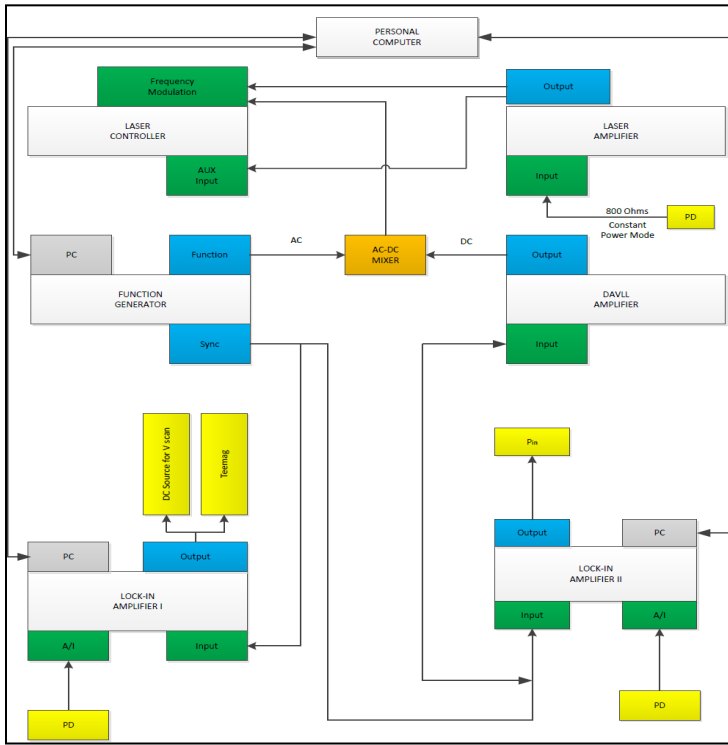 PERSONAL
COMPUTER
Frequency
Modulation
LASER
CONTROLLER
AUX
Input
Output
LASER
AMPLIFIER
Input
800 Ohms
Constant
Power Mode
PD
PC
Function
FUNCTION
GENERATOR
Sync
AC
AC-DC
MIXER
DC
Output
DAVLL
AMPLIFIER
Input
DC Source for V scan
Teemag
PC
Output
LOCK-IN
AMPLIFIER I
A/I
Input
PD
Pin
Output
PC
LOCK-IN
AMPLIFIER II
Input
A/I
PD